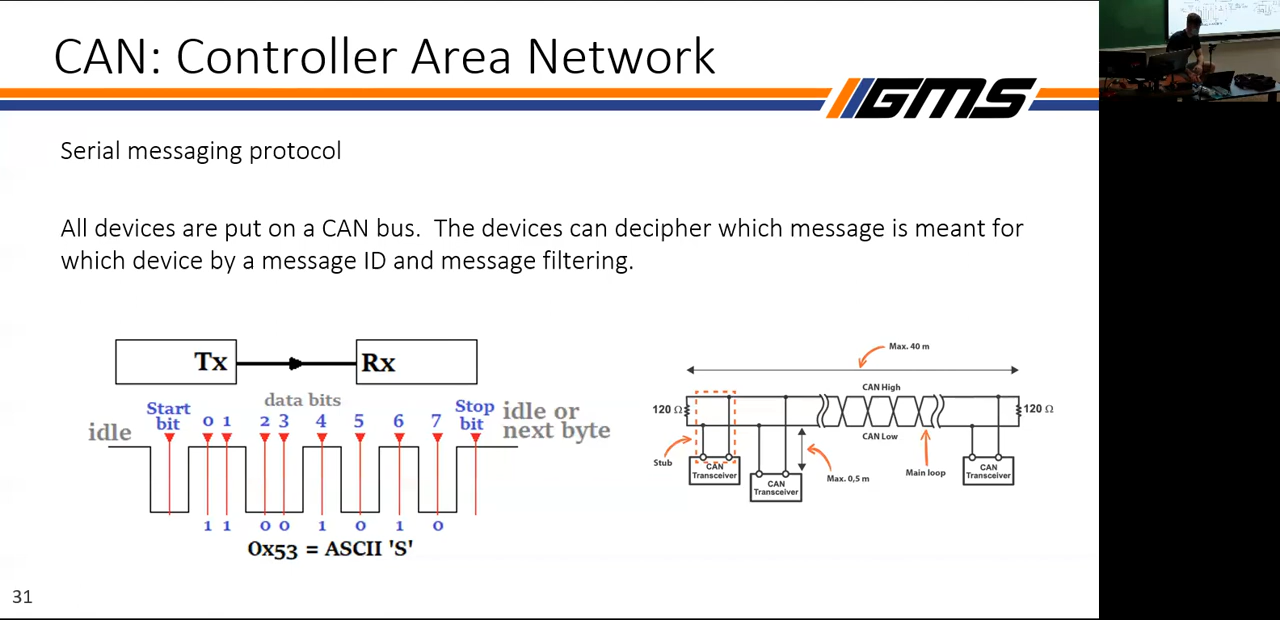 CAN: Controller Area Network
GMS
Serial messaging protocol
All devices are put on a CAN bus. The devices can decipher which message is meant for
which device by a message ID and message filtering.
Tx
Rx
data bits
idle
Start
bit
0 1 2 3 4 5 6 7
Stop
bit
idle or
next byte
1 1 0 0 1 0 1 0
0x53 = ASCII 'S'
Max. 40 m
CAN High
120 Ω
120 Ω
CAN Low
Stub
CAN
Transceiver
CAN
Transceiver
Max. 0,5 m
Main loop
CAN
Transceiver
31